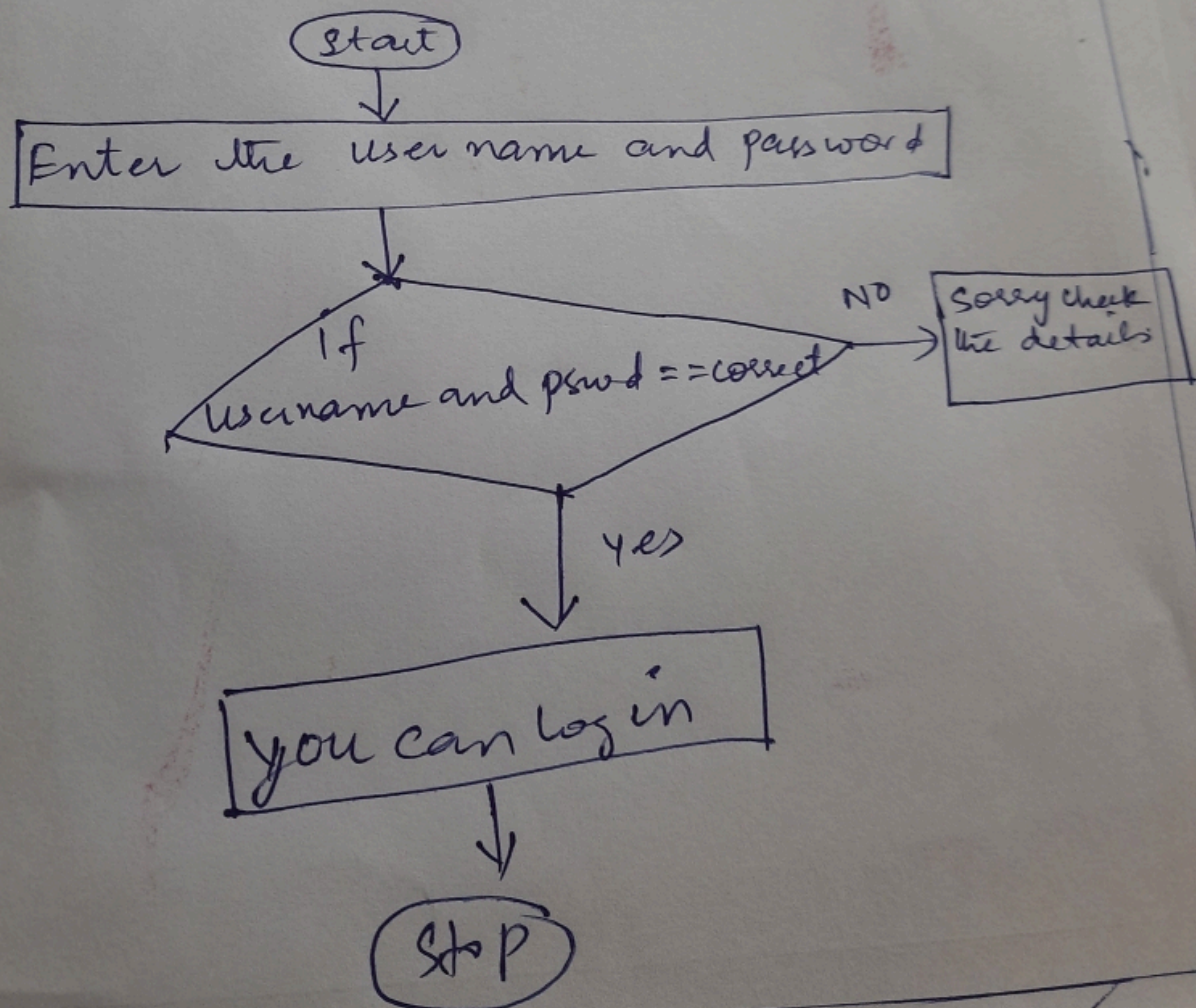 Start
Enter the user name and password
If
username and pswd ==correct
NO
Sorry check
the details
yes
you can log in
Stop